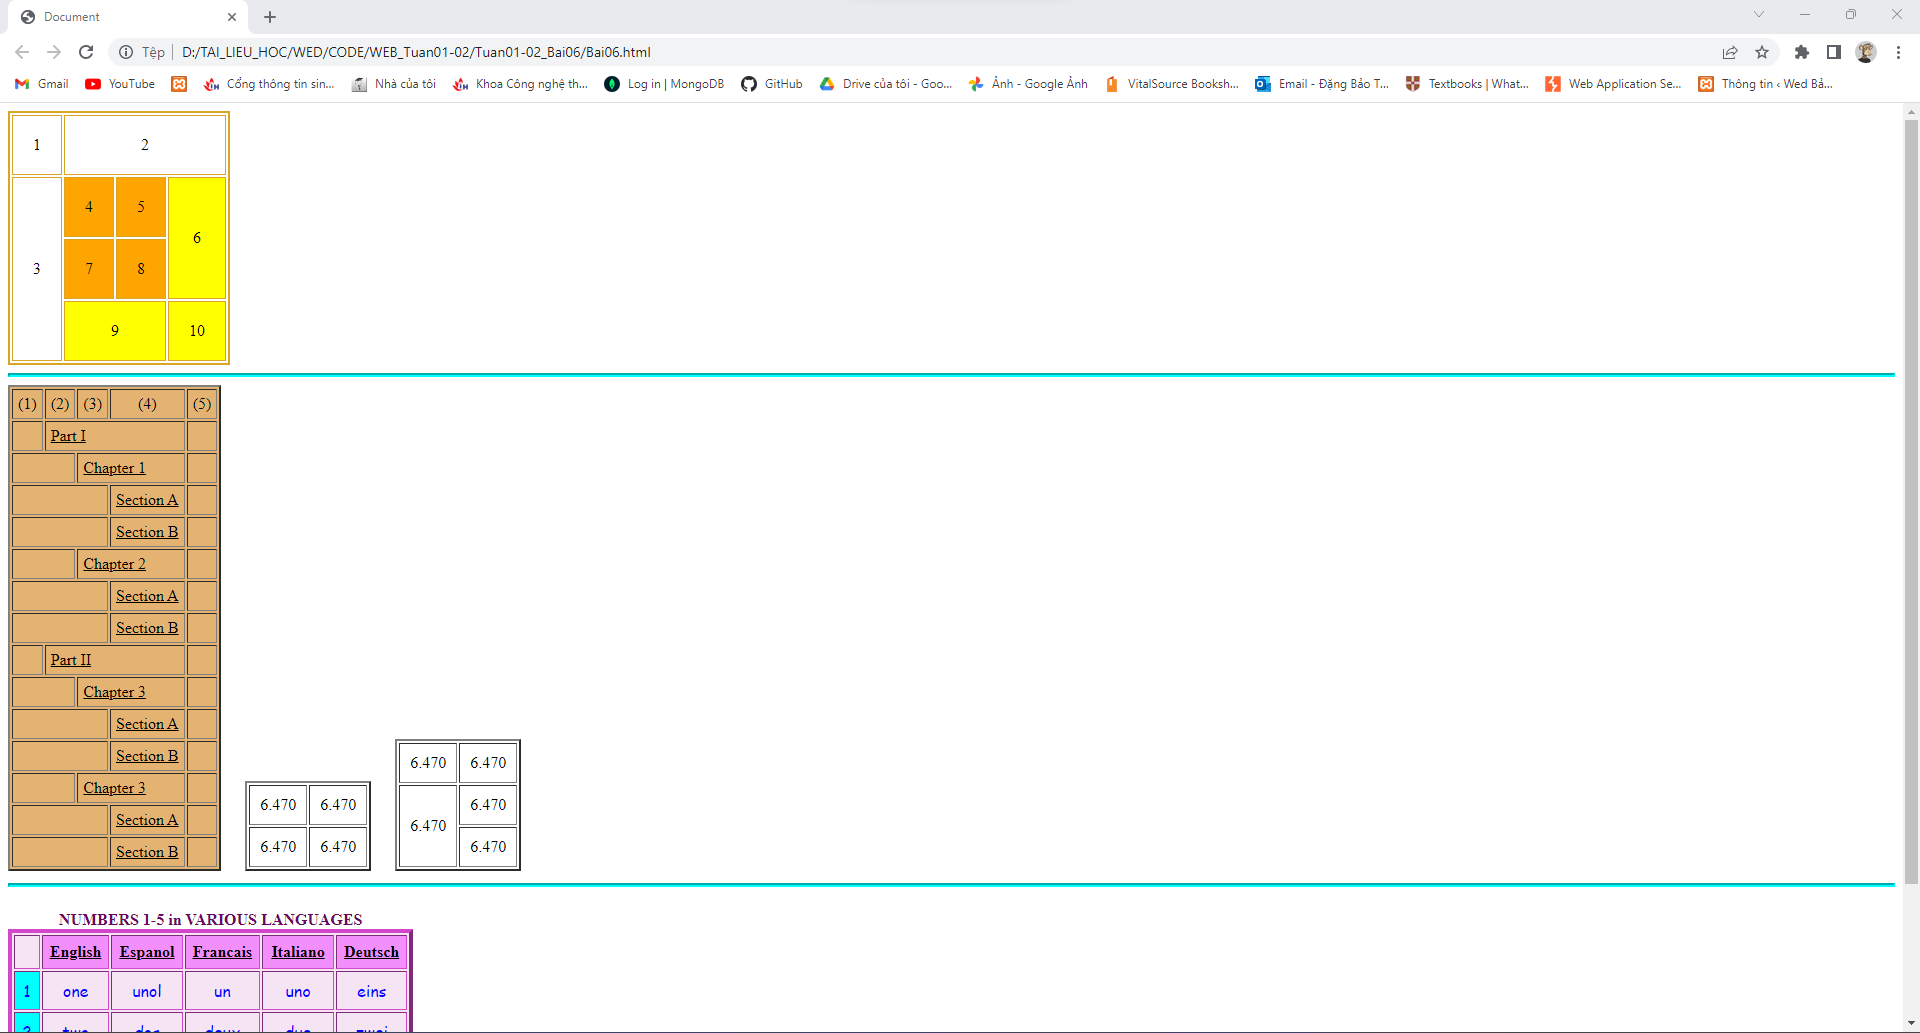 Document
Tệp | D:/TAI_LIEU_HOC/WED/CODE/WEB_Tuan01-02/Tuan01-02_Bai06/Bai06.html
Gmail YouTube Cổng thông tin sin... Nhà của tôi Khoa Công nghệ th... Log in | MongoDB GitHub Drive của tôi - Goo... Ảnh - Google Ảnh VitalSource Booksh... Email - Đặng Bảo T... Textbooks | What... Web Application Se... Thông tin ‹ Wed Bả...
1 2
4 5
6
3 7 8
9 10
(1) (2) (3) (4) (5)
Part I
Chapter 1
Section A
Section B
Chapter 2
Section A
Section B
Part II
Chapter 3
Section A
Section B
Chapter 3
Section A
Section B
6.470 6.470
6.470 6.470
6.470 6.470
6.470
6.470
6.470
NUMBERS 1-5 in VARIOUS LANGUAGES
English Espanol Francais Italiano Deutsch
1 one unol un uno eins